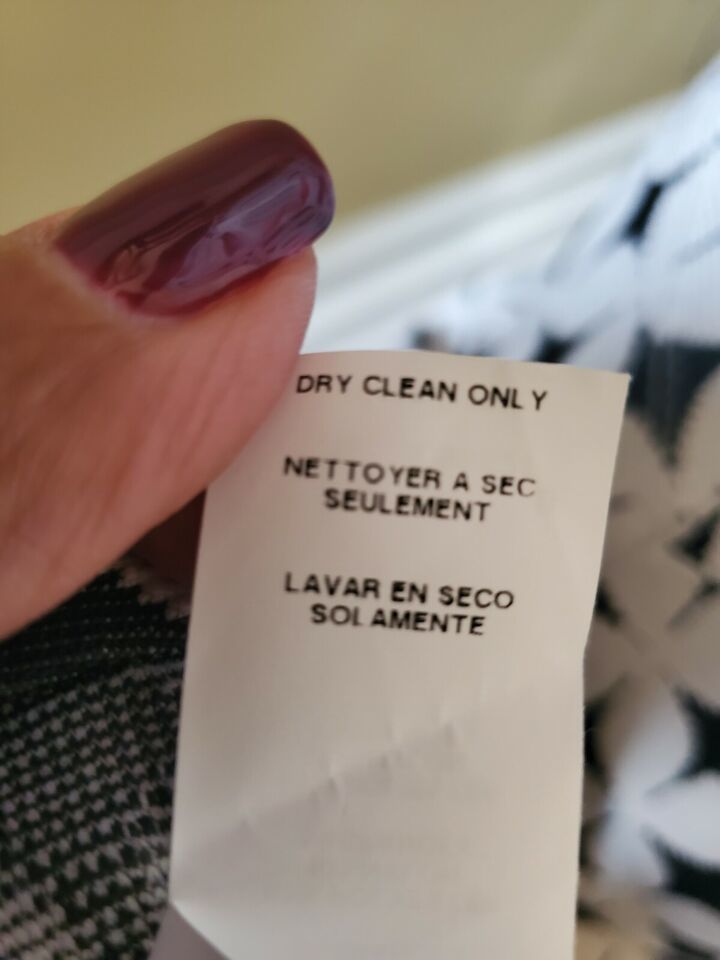 DRY CLEAN ONLY
NETTOYER A SEC
SEULEMENT
LAVAR EN SECO
SOLAMENTE